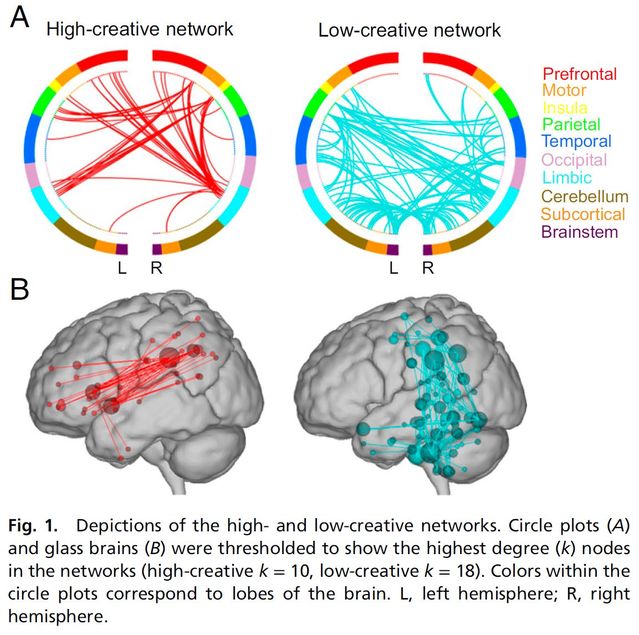 A
High-creative network
Low-creative network
Prefrontal
Motor
Insula
Parietal
Temporal
Occipital
Limbic
Cerebellum
Subcortical
Brainstem
L R
L R
B
Fig. 1. Depictions of the high- and low-creative networks. Circle plots (A)
and glass brains (B) were thresholded to show the highest degree (k) nodes
in the networks (high-creative k = 10, low-creative k = 18). Colors within the
circle plots correspond to lobes of the brain. L, left hemisphere; R, right
hemisphere.